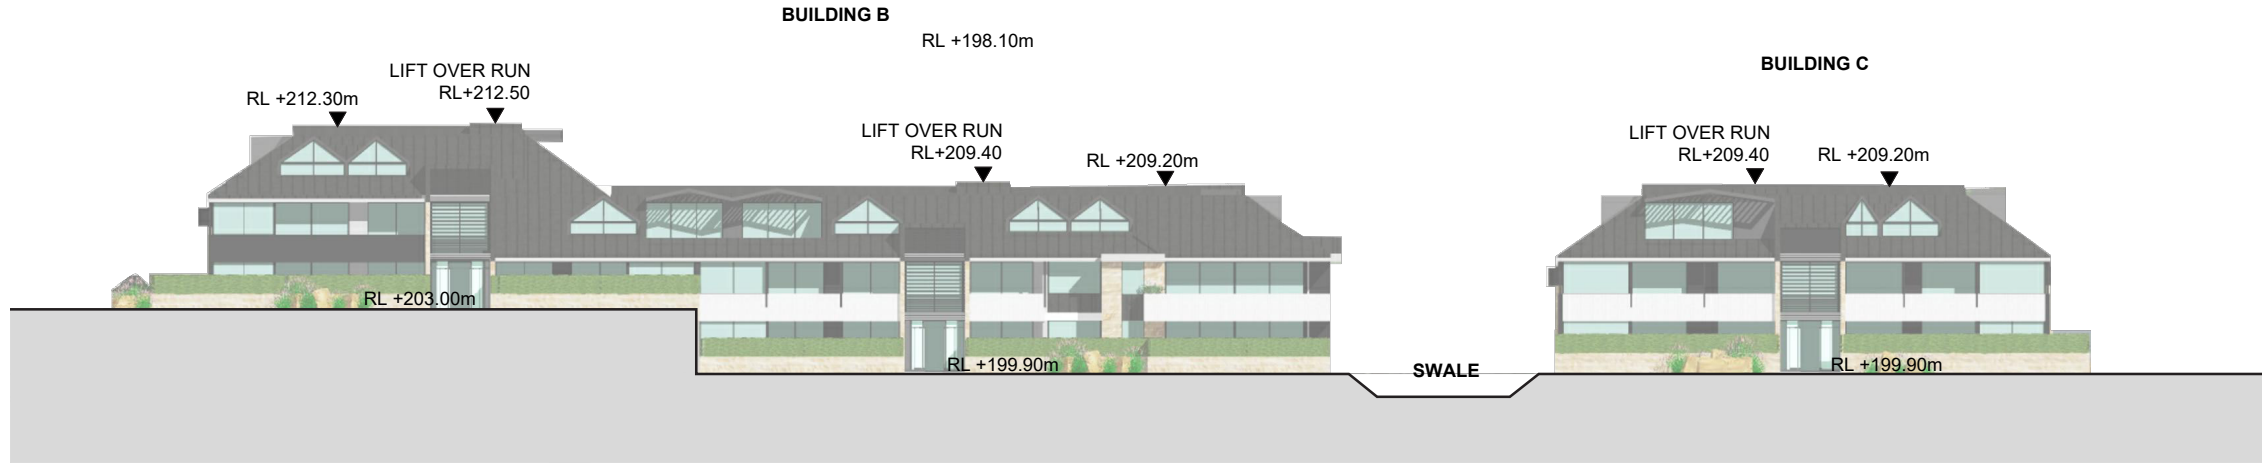 BUILDING B
RL +198.10m
BUILDING C
LIFT OVER RUN
RL+212.50
RL +212.30m
LIFT OVER RUN
RL+209.40
RL +209.20m
LIFT OVER RUN
RL+209.40
RL +209.20m
RL +203.00m
RL +199.90m
SWALE
RL +199.90m